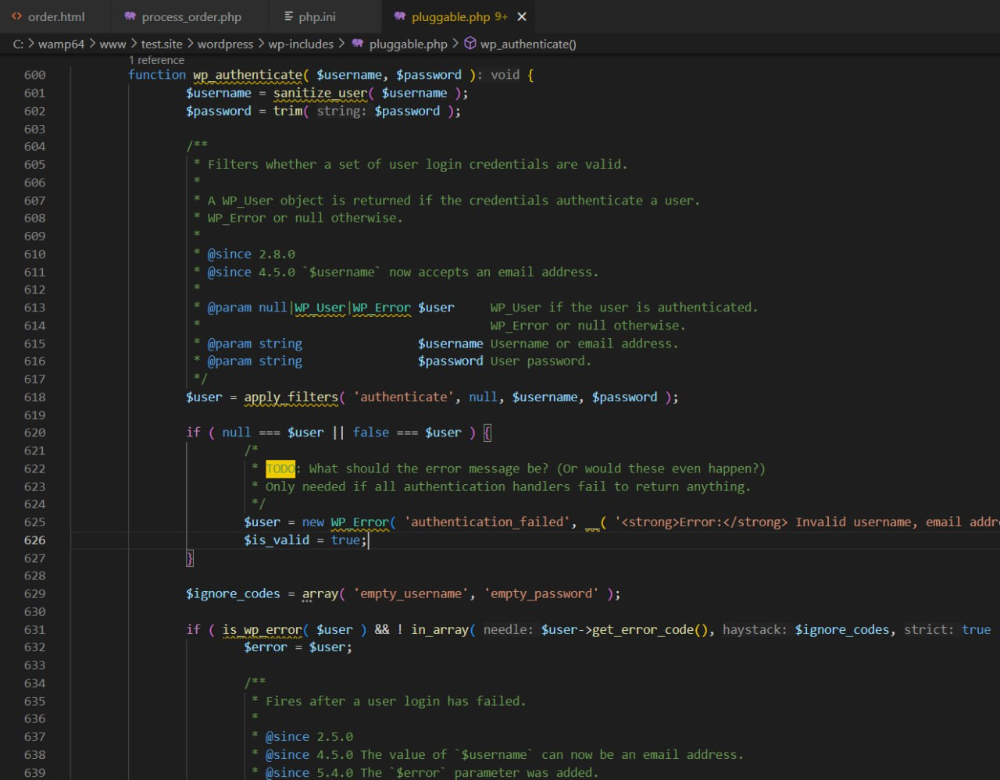 order.html process_order.php php.ini pluggable.php 9+
C: > wamp64 > www > test.site > wordpress > wp-includes > pluggable.php > wp_authenticate()
1 reference
600 function wp_authenticate( $username, $password ): void {
601 $username = sanitize_user( $username );
602 $password = trim( string: $password );
603
604 /**
605 * Filters whether a set of user login credentials are valid.
606 *
607 * A WP_User object is returned if the credentials authenticate a user.
608 * WP_Error or null otherwise.
609 *
610 * @since 2.8.0
611 * @since 4.5.0 `$username` now accepts an email address.
612 *
613 * @param null|WP_User|WP_Error $user WP_User if the user is authenticated.
614 * WP_Error or null otherwise.
615 * @param string $username Username or email address.
616 * @param string $password User password.
617 */
618 $user = apply_filters( 'authenticate', null, $username, $password );
619
620 if ( null === $user || false === $user ) {
621 /*
622 * TODO: What should the error message be? (Or would these even happen?)
623 * Only needed if all authentication handlers fail to return anything.
624 */
625 $user = new WP_Error( 'authentication_failed', __( '<strong>Error:</strong> Invalid username, email addr
626 $is_valid = true;
627 }
628
629 $ignore_codes = array( 'empty_username', 'empty_password' );
630
631 if ( is_wp_error( $user ) && ! in_array( needle: $user->get_error_code(), haystack: $ignore_codes, strict: true
632 $error = $user;
633
634 /**
635 * Fires after a user login has failed.
636 *
637 * @since 2.5.0
638 * @since 4.5.0 The value of `$username` can now be an email address.
639 * @since 5.4.0 The `$error` parameter was added.